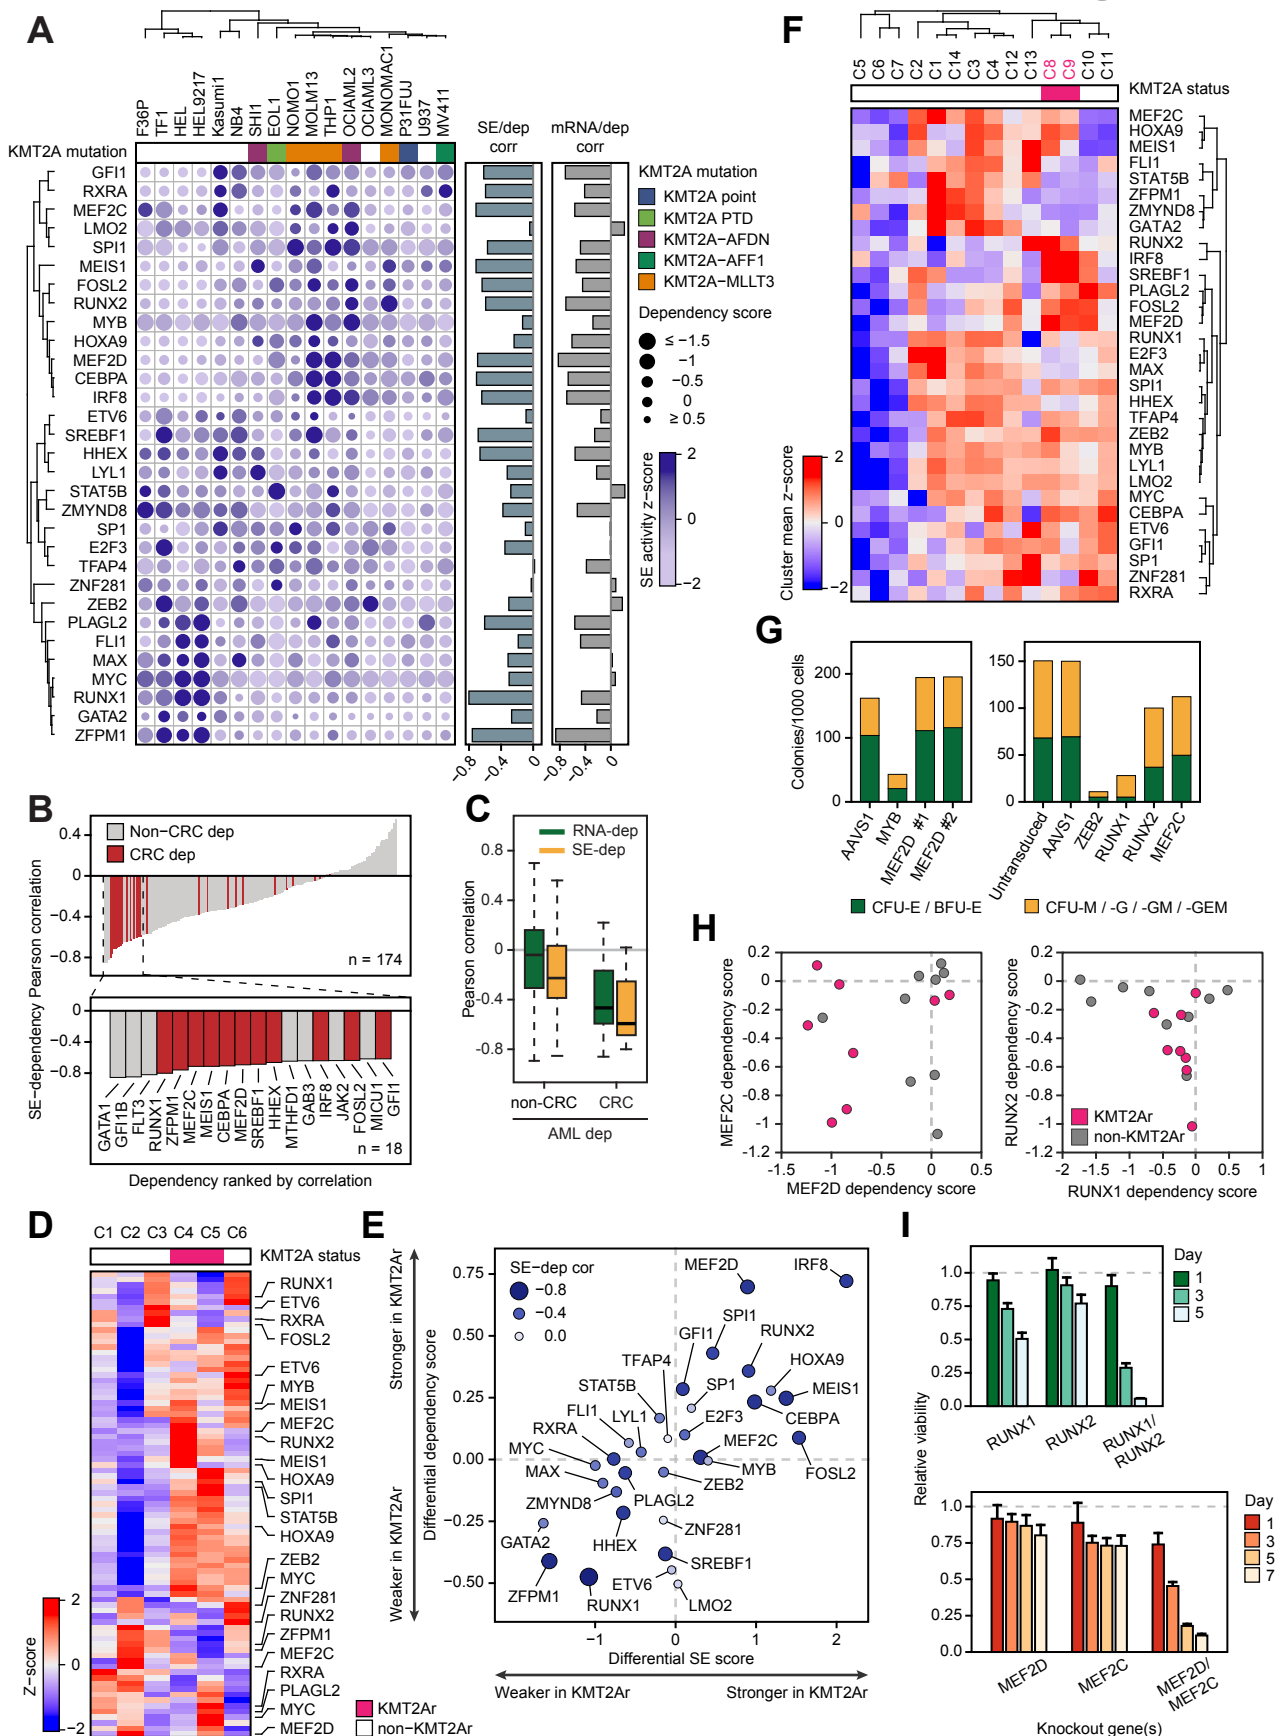 A
F36P
TF1
HEL
HEL9217
Kasumi1
NB4
SHI1
EOL1
NOMO1
MOLM13
THP1
OCIAML2
OCIAML3
MONOMAC1
P31FUJ
U937
MV411
KMT2A mutation
GFI1
RXRA
MEF2C
LMO2
SPI1
MEIS1
FOSL2
RUNX2
MYB
HOXA9
MEF2D
CEBPA
IRF8
ETV6
SREBF1
HHEX
LYL1
STAT5B
ZMYND8
SP1
E2F3
TFAP4
ZNF281
ZEB2
PLAGL2
FLI1
MAX
MYC
RUNX1
GATA2
ZFPM1
SE/dep
corr
mRNA/dep
corr
−0.8
−0.4
0
−0.8
−0.4
0
KMT2A mutation
KMT2A point
KMT2A PTD
KMT2A−AFDN
KMT2A−AFF1
KMT2A−MLLT3
Dependency score
≤ −1.5
−1
−0.5
0
≥ 0.5
SE activity z−score
2
0
−2
F
C5
C6
C7
C2
C1
C14
C3
C4
C12
C13
C8
C9
C10
C11
KMT2A status
MEF2C
HOXA9
MEIS1
FLI1
STAT5B
ZFPM1
ZMYND8
GATA2
RUNX2
IRF8
SREBF1
PLAGL2
FOSL2
MEF2D
RUNX1
E2F3
MAX
SPI1
HHEX
TFAP4
ZEB2
MYB
LYL1
LMO2
MYC
CEBPA
ETV6
GFI1
SP1
ZNF281
RXRA
Cluster mean z−score
2
0
−2
G
Colonies/1000 cells
200
100
0
AAVS1
MYB
MEF2D #1
MEF2D #2
150
100
50
0
Untransduced
AAVS1
ZEB2
RUNX1
RUNX2
MEF2C
CFU-E / BFU-E
CFU-M / -G / -GM / -GEM
B
SE−dependency Pearson correlation
0.4
0
−0.4
−0.8
Non−CRC dep
CRC dep
n = 174
0
−0.4
−0.8
GATA1
GFI1B
FLT3
RUNX1
ZFPM1
MEF2C
MEIS1
CEBPA
MEF2D
SREBF1
HHEX
MTHFD1
GAB3
IRF8
JAK2
FOSL2
MICU1
GFI1
n = 18
Dependency ranked by correlation
C
Pearson correlation
0.8
0
-0.4
-0.8
RNA-dep
SE-dep
non-CRC
CRC
AML dep
H
MEF2C dependency score
0.2
0
-0.2
-0.4
-0.6
-0.8
-1
-1.2
-1.5
-1
-0.5
0
0.5
MEF2D dependency score
RUNX2 dependency score
0.2
0
-0.2
-0.4
-0.6
-0.8
-1
-1.2
-2
-1.5
-1
-0.5
0
0.5
1
RUNX1 dependency score
KMT2Ar
non-KMT2Ar
D
C1
C2
C3
C4
C5
C6
KMT2A status
RUNX1
ETV6
RXRA
FOSL2
ETV6
MYB
MEIS1
MEF2C
RUNX2
MEIS1
HOXA9
SPI1
STAT5B
HOXA9
ZEB2
MYC
ZNF281
RUNX2
ZFPM1
MEF2C
RXRA
PLAGL2
MYC
MEF2D
Z−score
2
0
−2
KMT2Ar
non−KMT2Ar
E
Stronger in KMT2Ar
Weaker in KMT2Ar
Differential dependency score
0.75
0.50
0.25
0.00
−0.25
−0.50
SE−dep cor
−0.8
−0.4
0.0
MEF2D
IRF8
SPI1
GFI1
RUNX2
TFAP4
HOXA9
STAT5B
SP1
MEIS1
FLI1
LYL1
E2F3
CEBPA
RXRA
MEF2C
MYC
MYB
FOSL2
MAX
ZEB2
ZMYND8
PLAGL2
ZNF281
GATA2
HHEX
SREBF1
ZFPM1
ETV6
RUNX1
LMO2
−1
0
1
2
Differential SE score
Weaker in KMT2Ar
Stronger in KMT2Ar
I
Relative viability
1.0
0.75
0.5
0.25
0.0
Day
1
3
5
RUNX1
RUNX2
RUNX1/
RUNX2
1.0
0.75
0.5
0.25
0.0
Day
1
3
5
7
MEF2D
MEF2C
MEF2D/
MEF2C
Knockout gene(s)